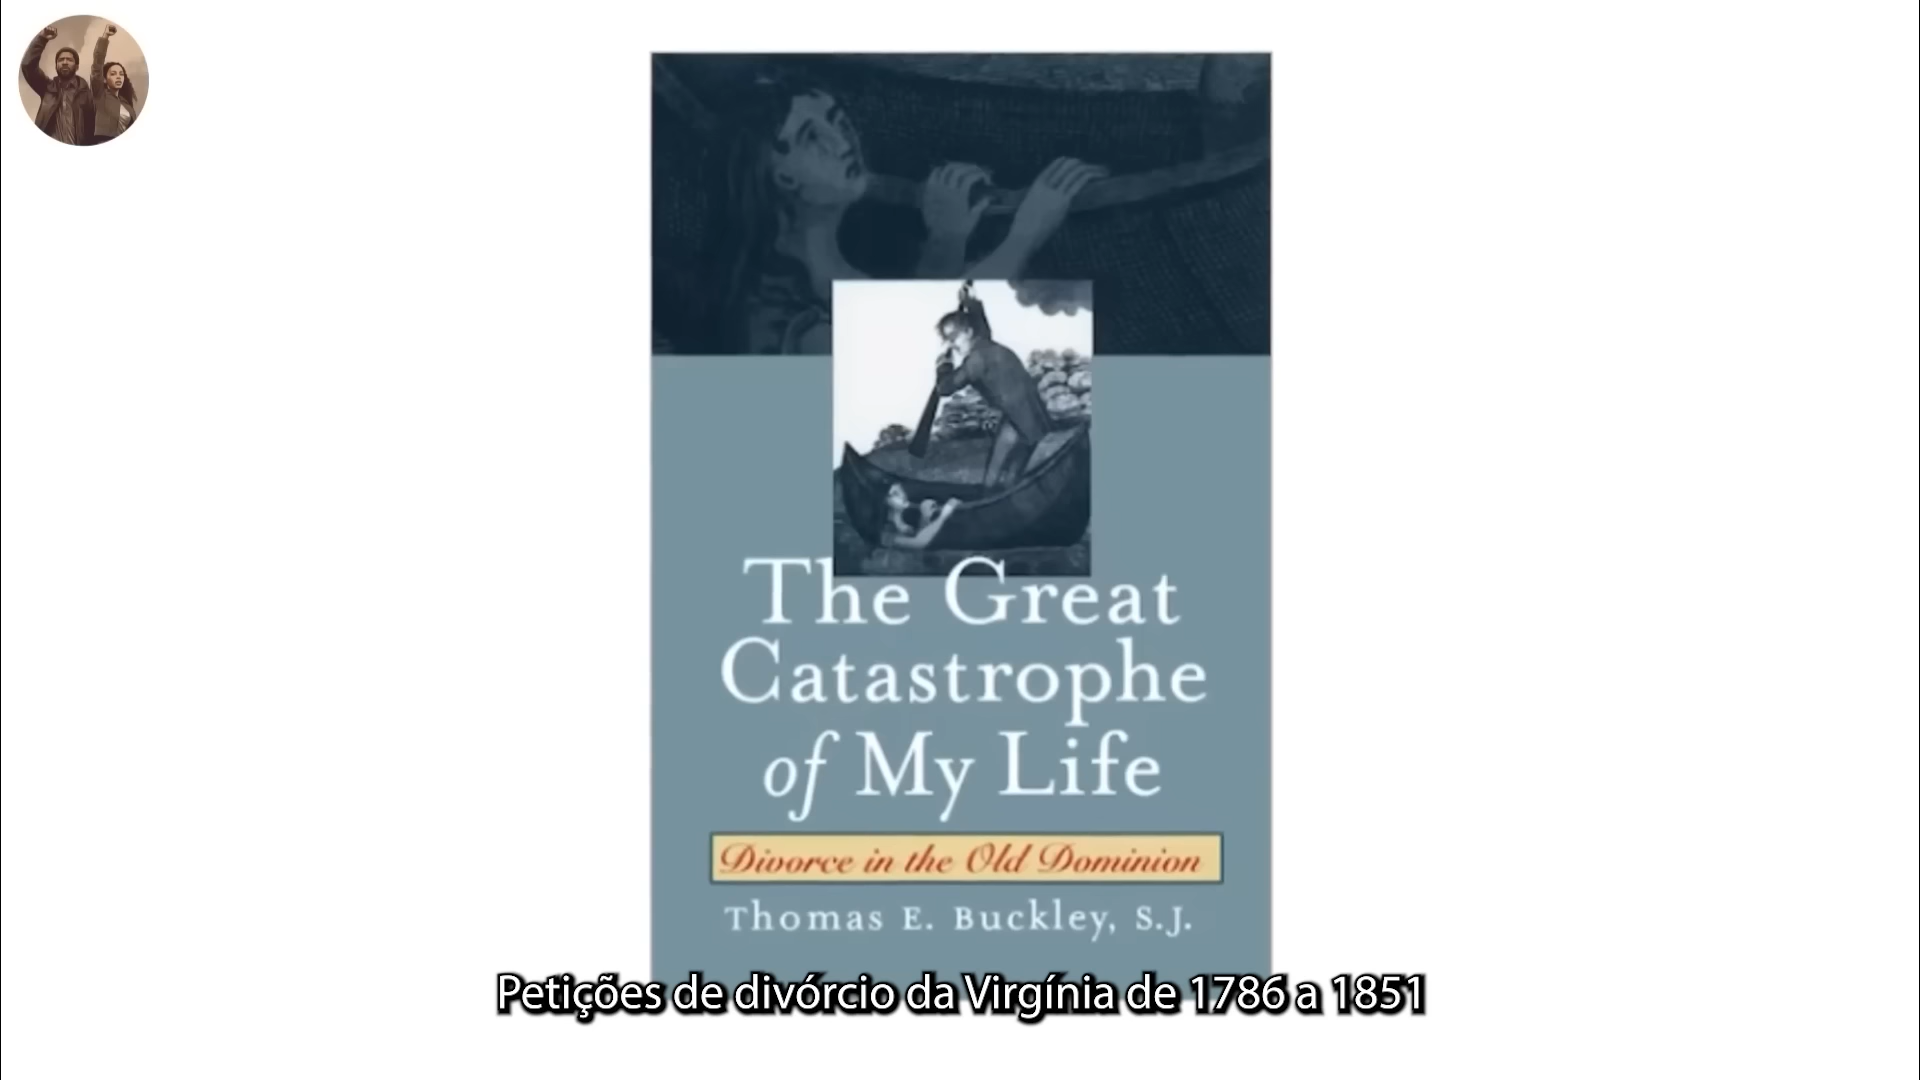 The Great
Catastrophe
of My Life
Divorce in the Old Dominion
Thomas E. Buckley, S.J.
Petições de divórcio da Virgínia de 1786 a 1851